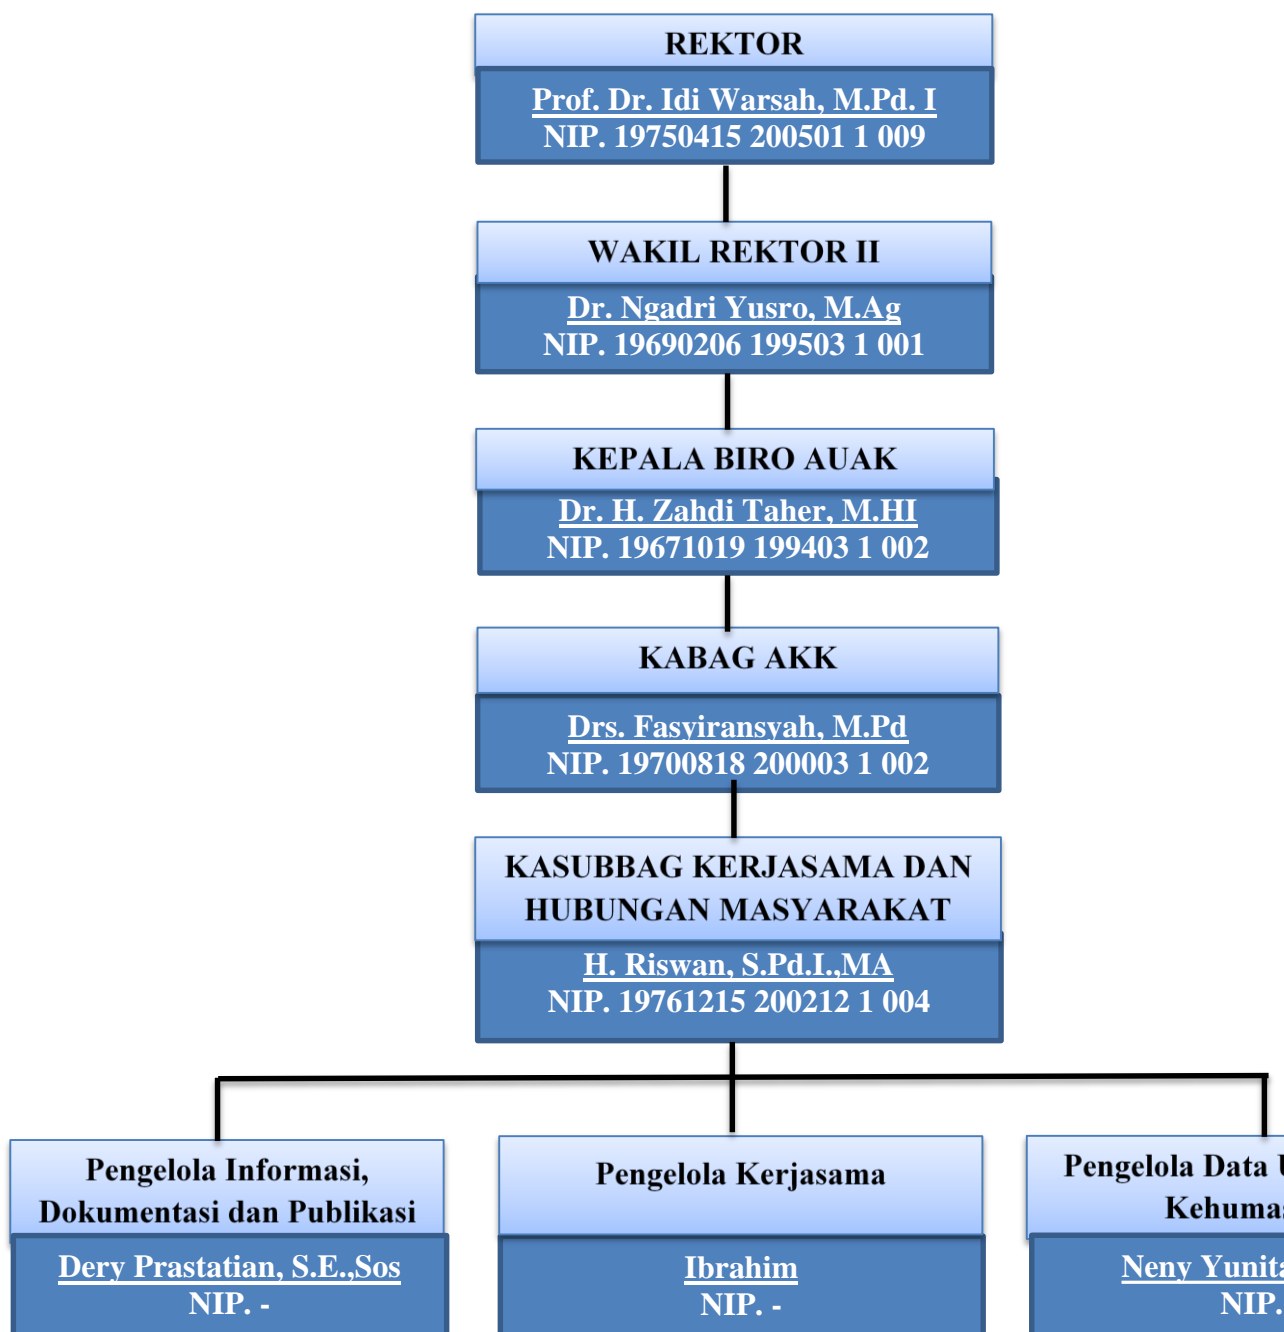 REKTOR
Prof. Dr. Idi Warsah, M.Pd. I
NIP. 19750415 200501 1 009
WAKIL REKTOR II
Dr. Ngadri Yusro, M.Ag
NIP. 19690206 199503 1 001
KEPALA BIRO AUAK
Dr. H. Zahdi Taher, M.HI
NIP. 19671019 199403 1 002
KABAG AKK
Drs. Fasyiransyah, M.Pd
NIP. 19700818 200003 1 002
KASUBBAG KERJASAMA DAN
HUBUNGAN MASYARAKAT
H. Riswan, S.Pd.I.,MA
NIP. 19761215 200212 1 004
Pengelola Informasi,
Dokumentasi dan Publikasi
Dery Prastatian, S.E.,Sos
NIP. -
Pengelola Kerjasama
Ibrahim
NIP. -
Pengelola Data
Neny
NIP.